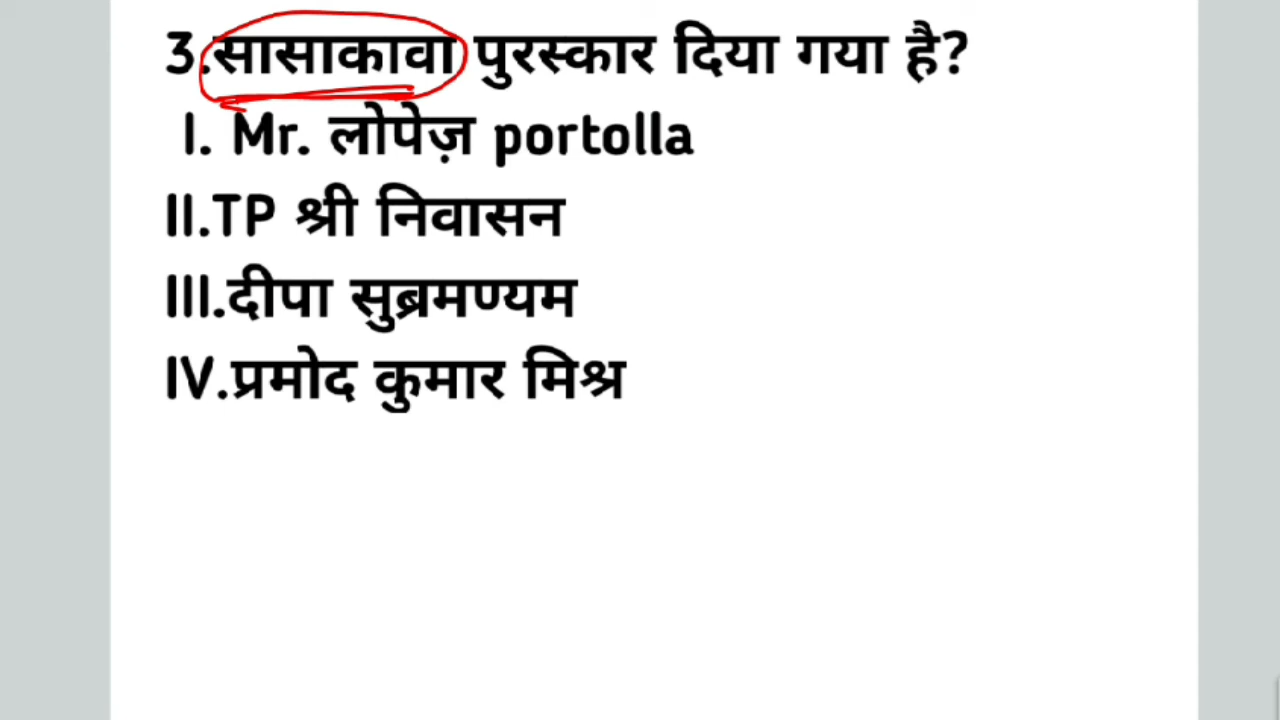 3.सासाकावा पुरस्कार दिया गया है?
I. Mr. लोपेज़ portolla
II.TP श्री निवासन
III.दीपा सुब्रमण्यम
IV.प्रमोद कुमार मिश्र